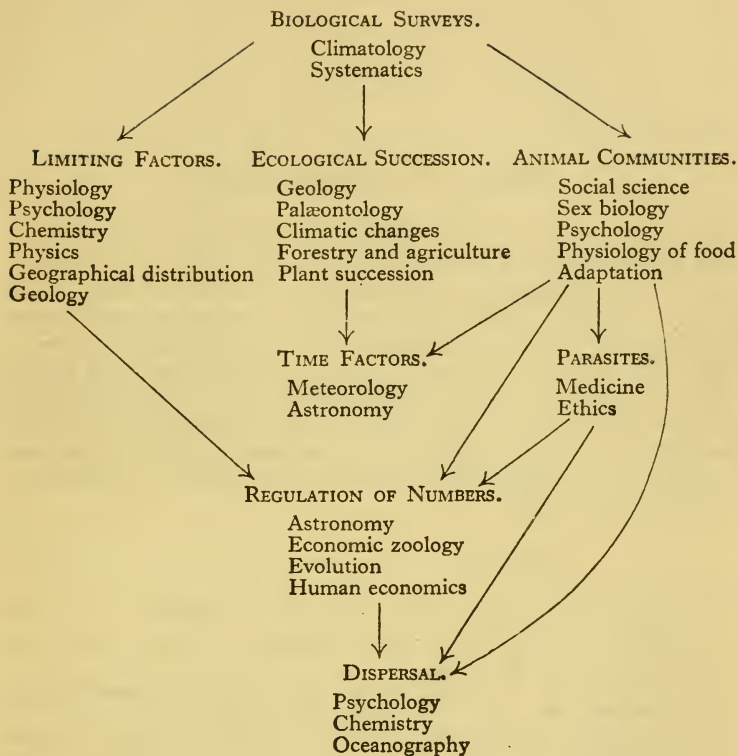 BIOLOGICAL SURVEYS.
Climatology
Systematics
LIMITING FACTORS.
Physiology
Psychology
Chemistry
Physics
Geographical distribution
Geology
ECOLOGICAL SUCCESSION.
Geology
Palæontology
Climatic changes
Forestry and agriculture
Plant succession
ANIMAL COMMUNITIES.
Social science
Sex biology
Psychology
Physiology of food
Adaptation
TIME FACTORS.
Meteorology
Astronomy
PARASITES.
Medicine
Ethics
REGULATION OF NUMBERS.
Astronomy
Economic zoology
Evolution
Human economics
DISPERSAL.
Psychology
Chemistry
Oceanography